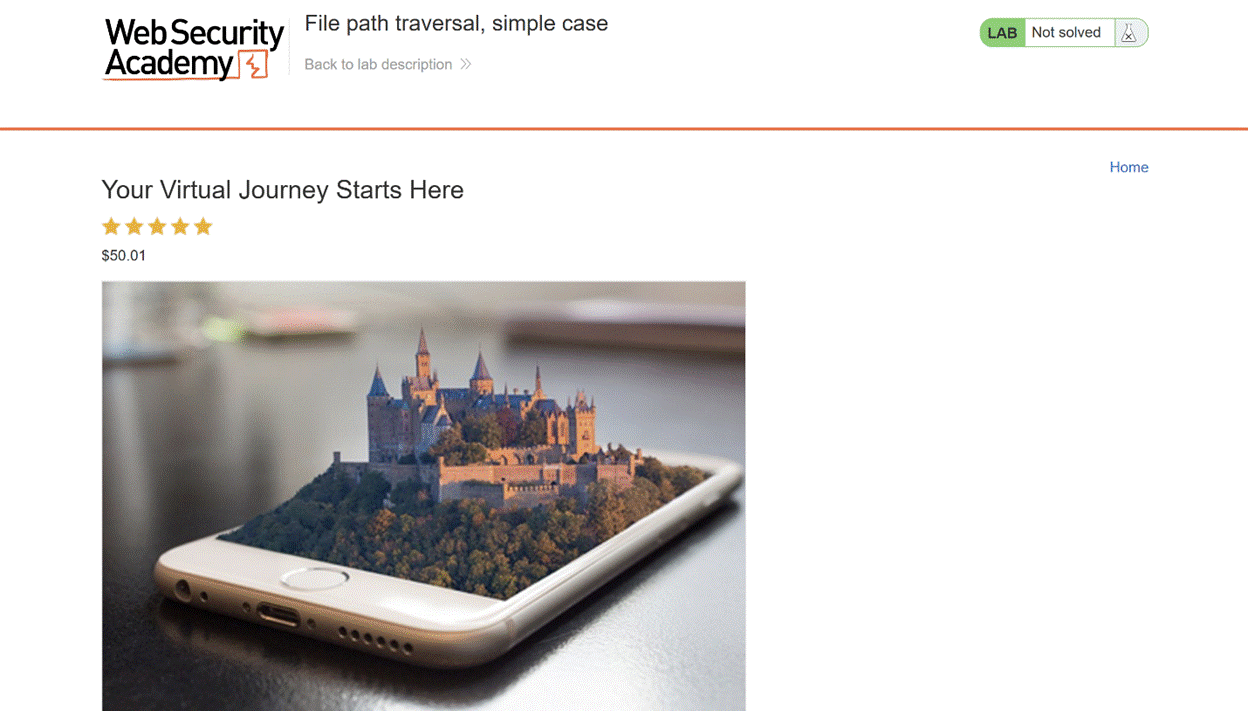 Web Security
Academy
File path traversal, simple case
Back to lab description
LAB Not solved
Home
Your Virtual Journey Starts Here
$50.01